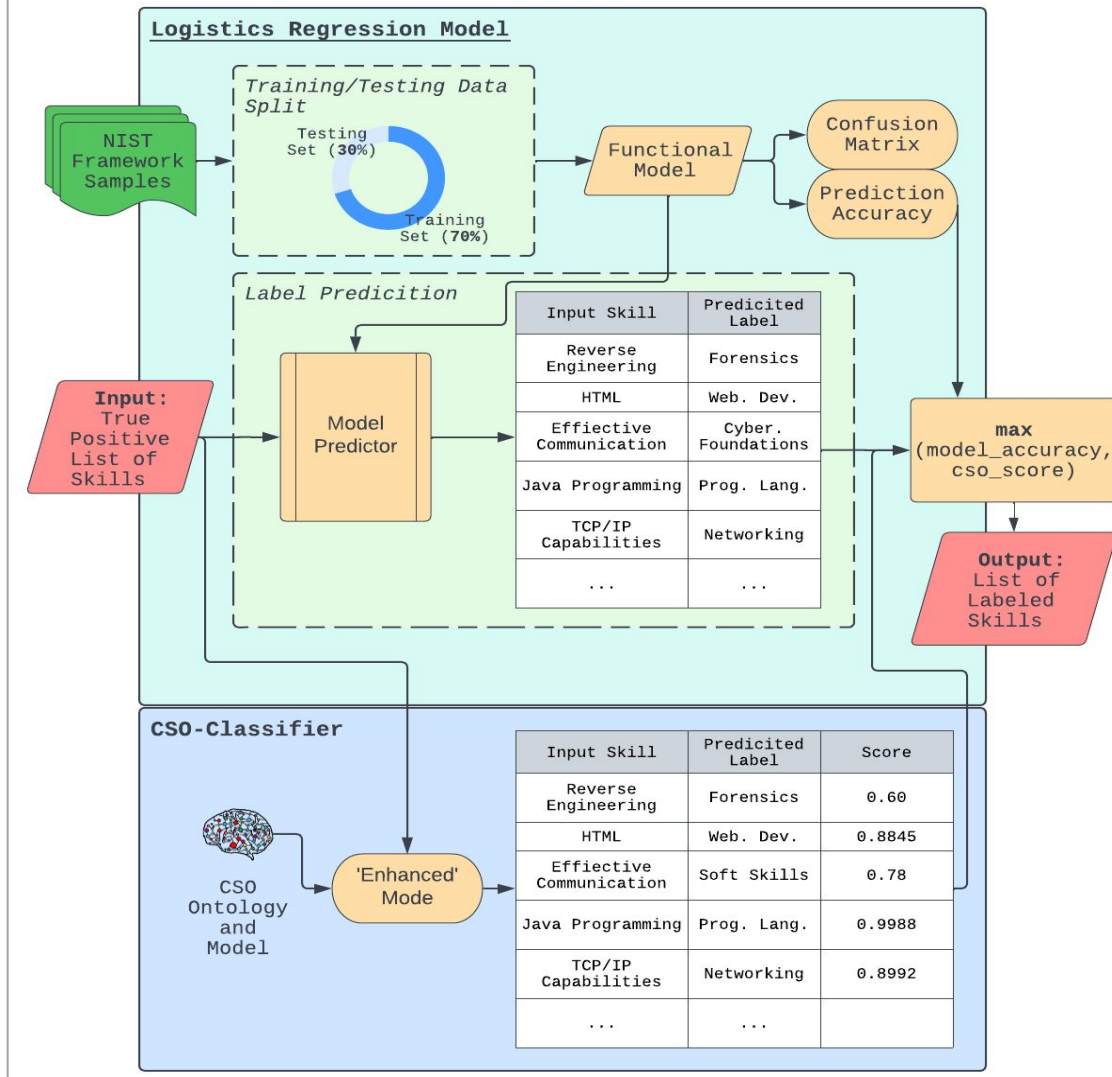 Logistics Regression Model
Training/Testing Data
Split
Testing
Set (30%)
Training
Set (70%)
NIST
Framework
Samples
Functional
Model
Confusion
Matrix
Prediction
Accuracy
Label Predicition
Input Skill
Predicited
Label
Reverse
Engineering
Forensics
HTML
Web. Dev.
Effiective
Communication
Cyber.
Foundations
Java Programming
Prog. Lang.
TCP/IP
Capabilities
Networking
...
...
Model
Predictor
Input:
True
Positive
List of
Skills
max
(model_accuracy,
cso_score)
Output:
List of
Labeled
Skills
CSO-Classifier
CSO
Ontology
and
Model
'Enhanced'
Mode
Input Skill
Predicited
Label
Score
Reverse
Engineering
Forensics
0.60
HTML
Web. Dev.
0.8845
Effiective
Communication
Soft Skills
0.78
Java Programming
Prog. Lang.
0.9988
TCP/IP
Capabilities
Networking
0.8992
...
...